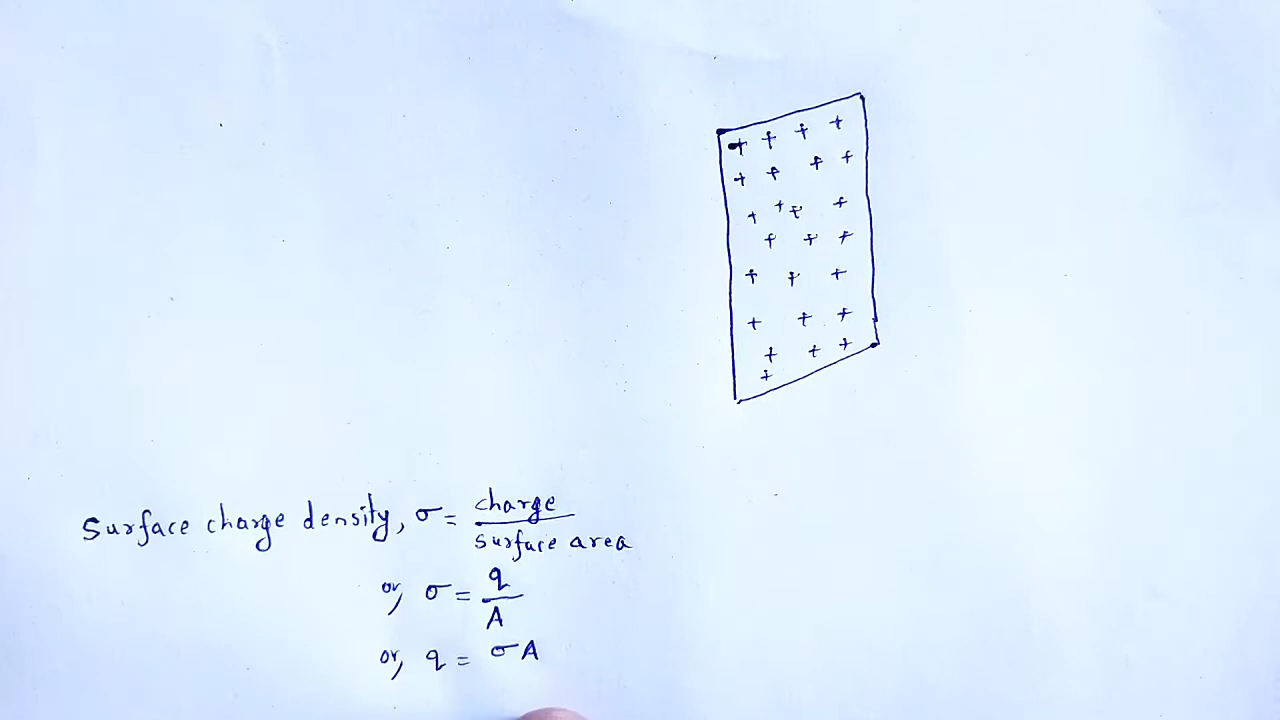 + + + +
+ + + +
+ + + +
+ + +
+ + +
+ + +
+ + +
+
Surface charge density, σ = charge / surface area
or, σ = q / A
or, q = σA